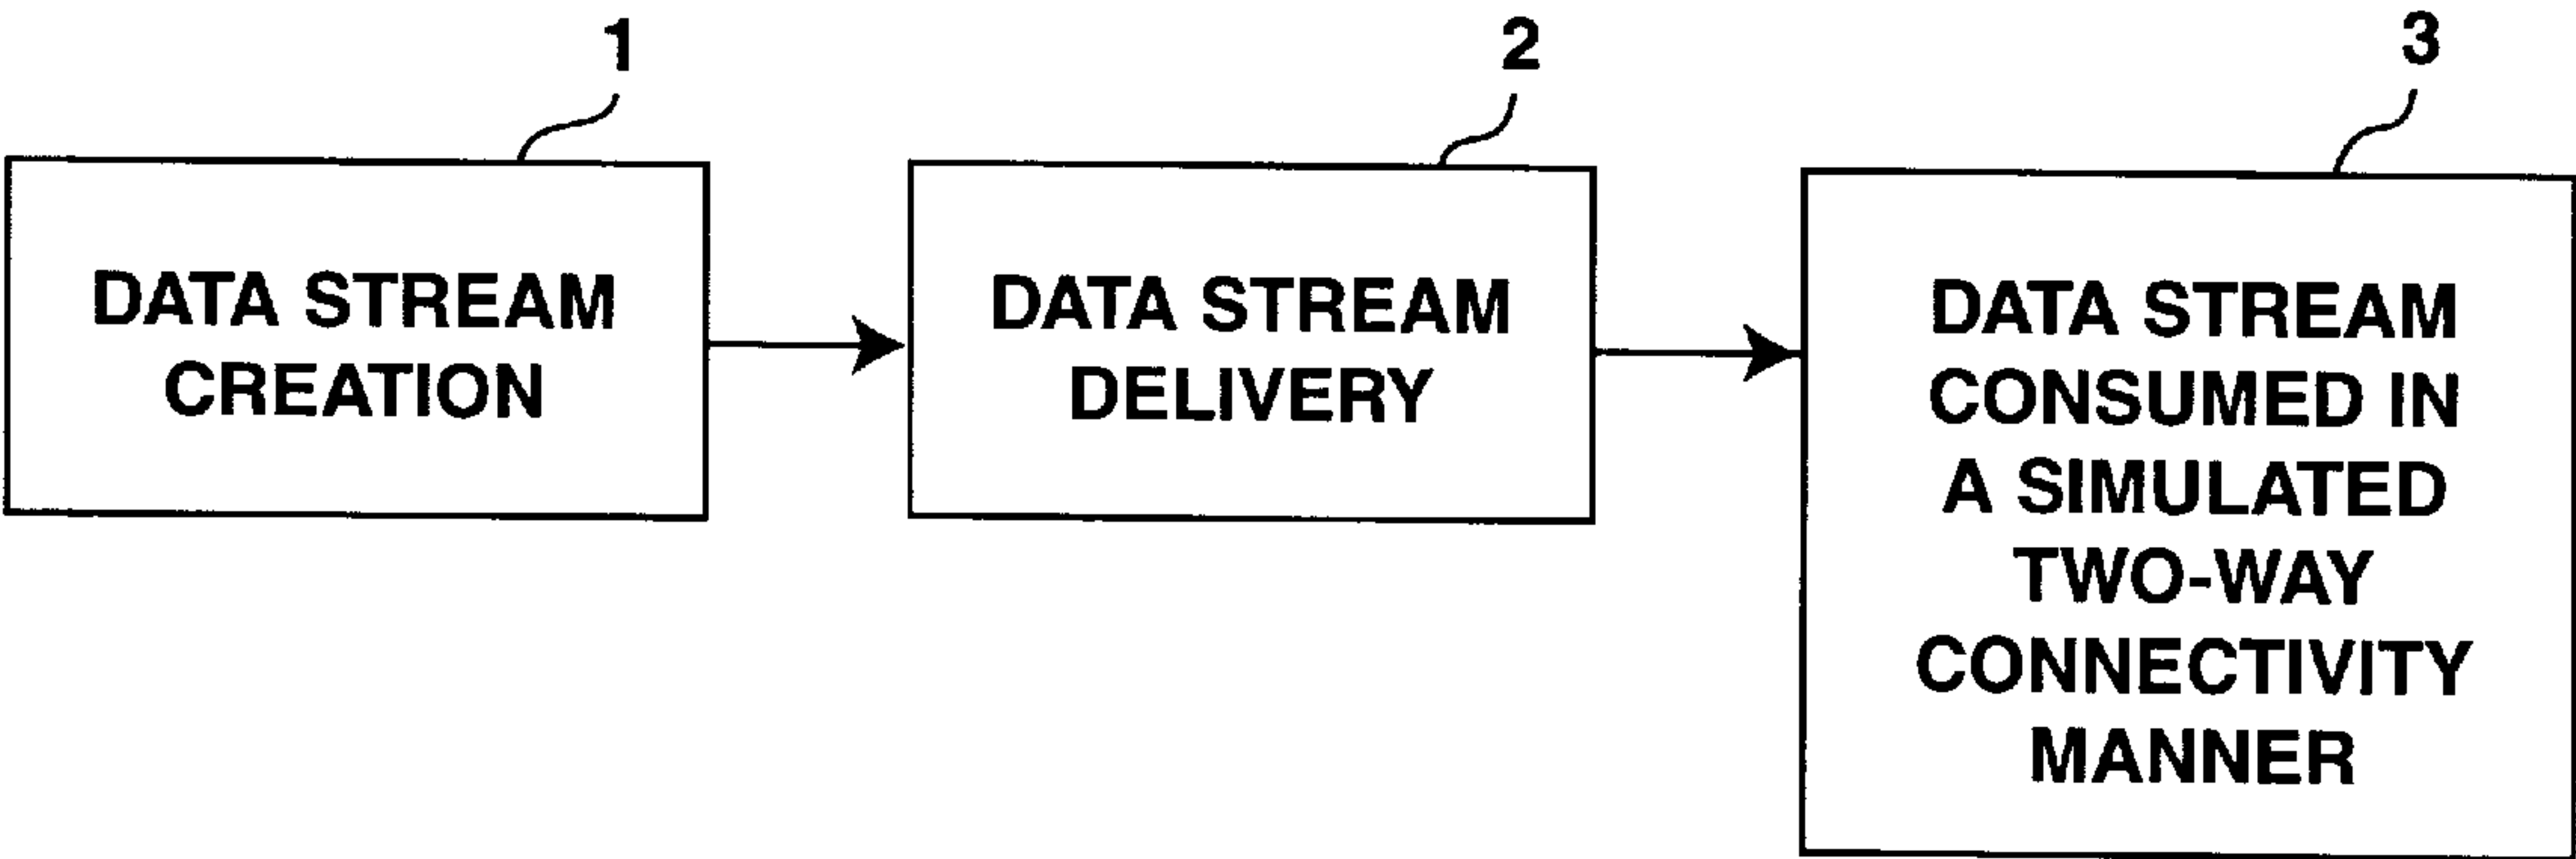 1
2
3
DATA STREAM
CREATION
DATA STREAM
DELIVERY
DATA STREAM
CONSUMED IN
A SIMULATED
TWO-WAY
CONNECTIVITY
MANNER